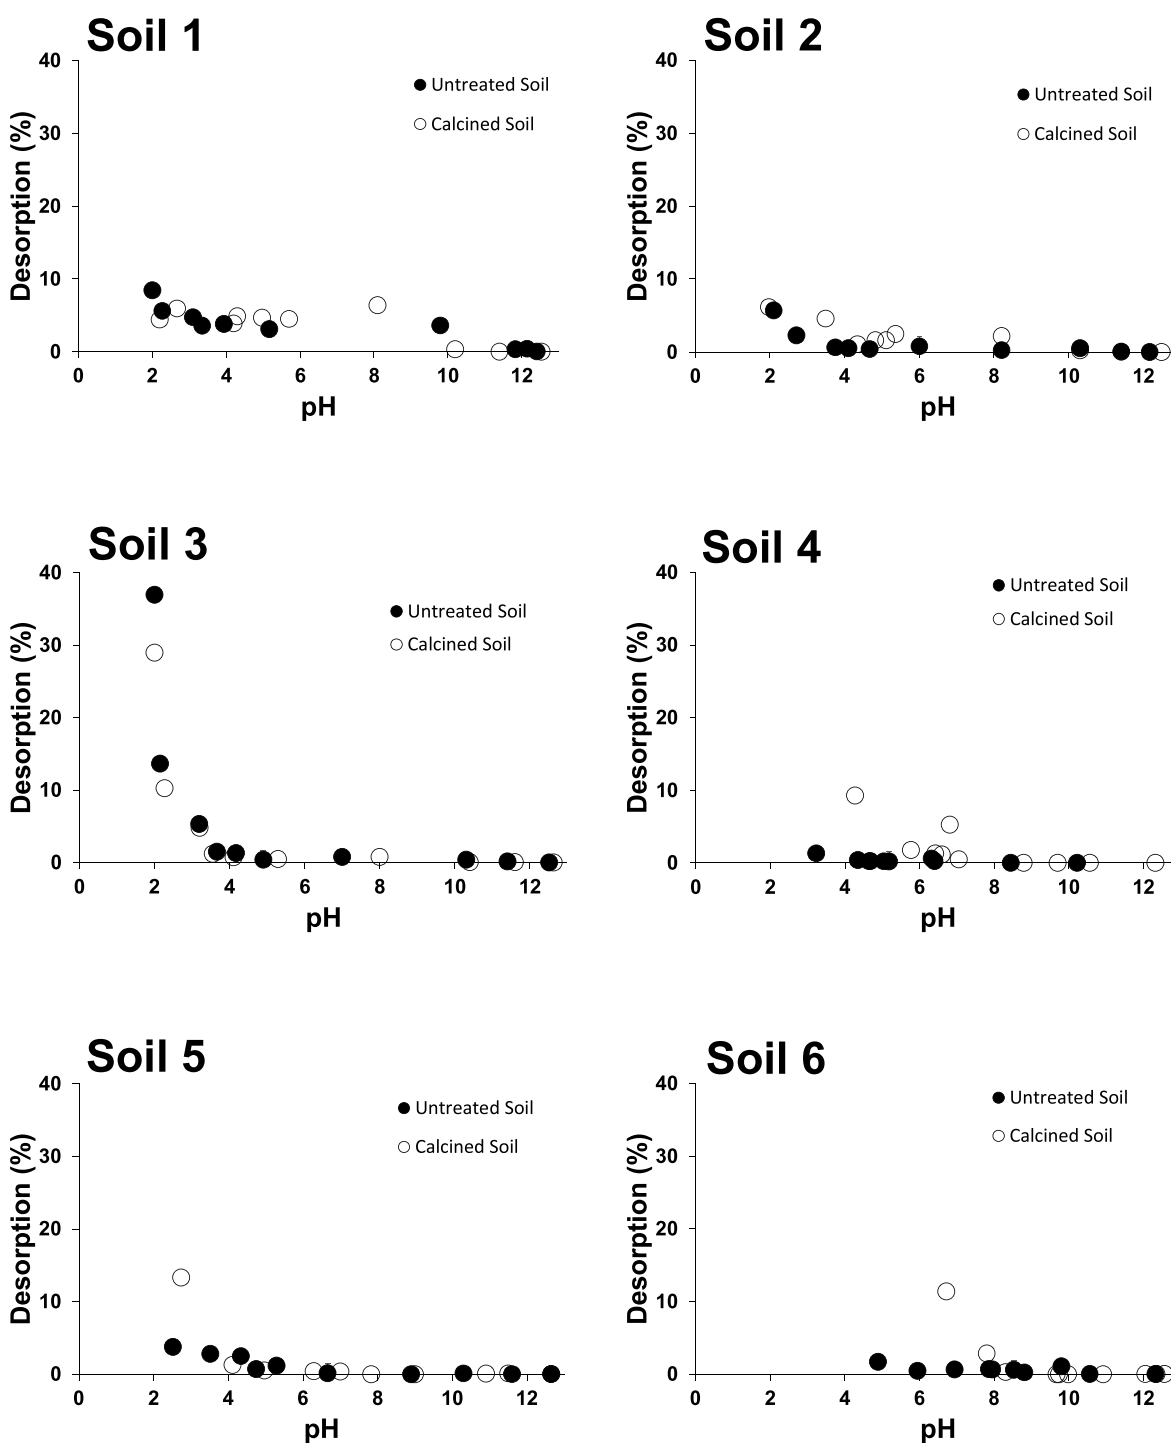 Soil 1
Desorption (%)
40
30
20
10
0
Untreated Soil
Calcined Soil
0 2 4 6 8 10 12
pH
Soil 2
Desorption (%)
40
30
20
10
0
Untreated Soil
Calcined Soil
0 2 4 6 8 10 12
pH
Soil 3
Desorption (%)
40
30
20
10
0
Untreated Soil
Calcined Soil
0 2 4 6 8 10 12
pH
Soil 4
Desorption (%)
40
30
20
10
0
Untreated Soil
Calcined Soil
0 2 4 6 8 10 12
pH
Soil 5
Desorption (%)
40
30
20
10
0
Untreated Soil
Calcined Soil
0 2 4 6 8 10 12
pH
Soil 6
Desorption (%)
40
30
20
10
0
Untreated Soil
Calcined Soil
0 2 4 6 8 10 12
pH